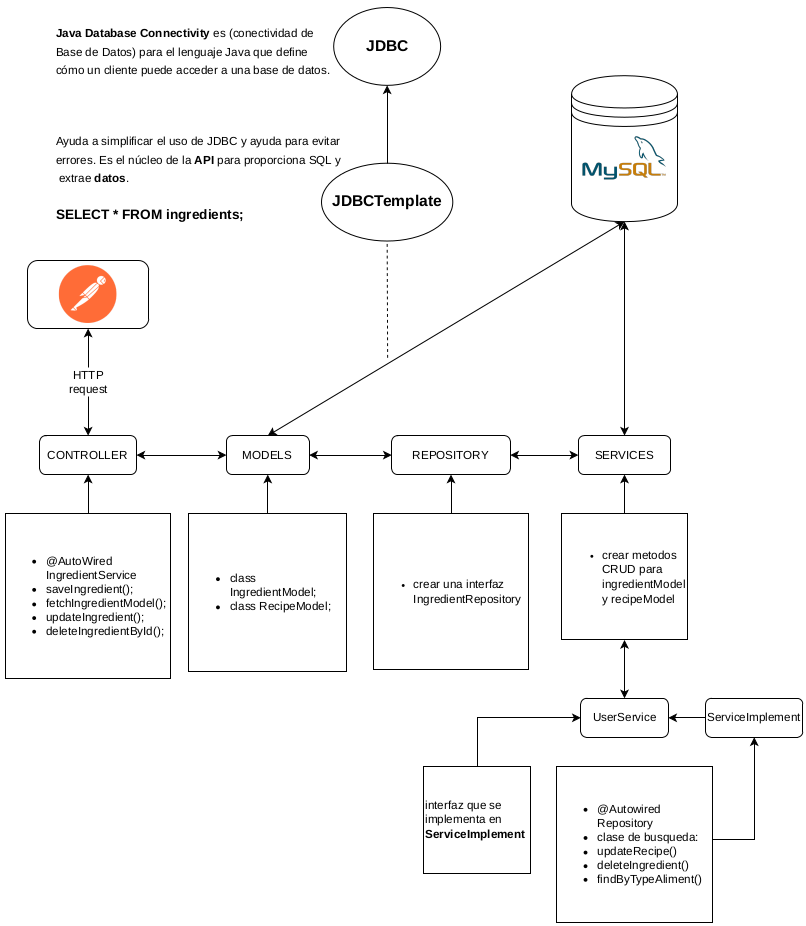 Java Database Connectivity es (conectividad de
Base de Datos) para el lenguaje Java que define
cómo un cliente puede acceder a una base de datos.
JDBC
Ayuda a simplificar el uso de JDBC y ayuda para evitar
errores. Es el núcleo de la API para proporciona SQL y
extrae datos.
SELECT * FROM ingredients;
JDBCTemplate
MySQL
HTTP
request
CONTROLLER
MODELS
REPOSITORY
SERVICES
@AutoWired
IngredientService
saveIngredient();
fetchIngredientModel();
updateIngredient();
deleteIngredientById();
class
IngredientModel;
class RecipeModel;
crear una interfaz
IngredientRepository
crear metodos
CRUD para
ingredientModel
y recipeModel
UserService
ServiceImplement
interfaz que se
implementa en
ServiceImplement
@Autowired
Repository
clase de busqueda:
updateRecipe()
deleteIngredient()
findByTypeAliment()